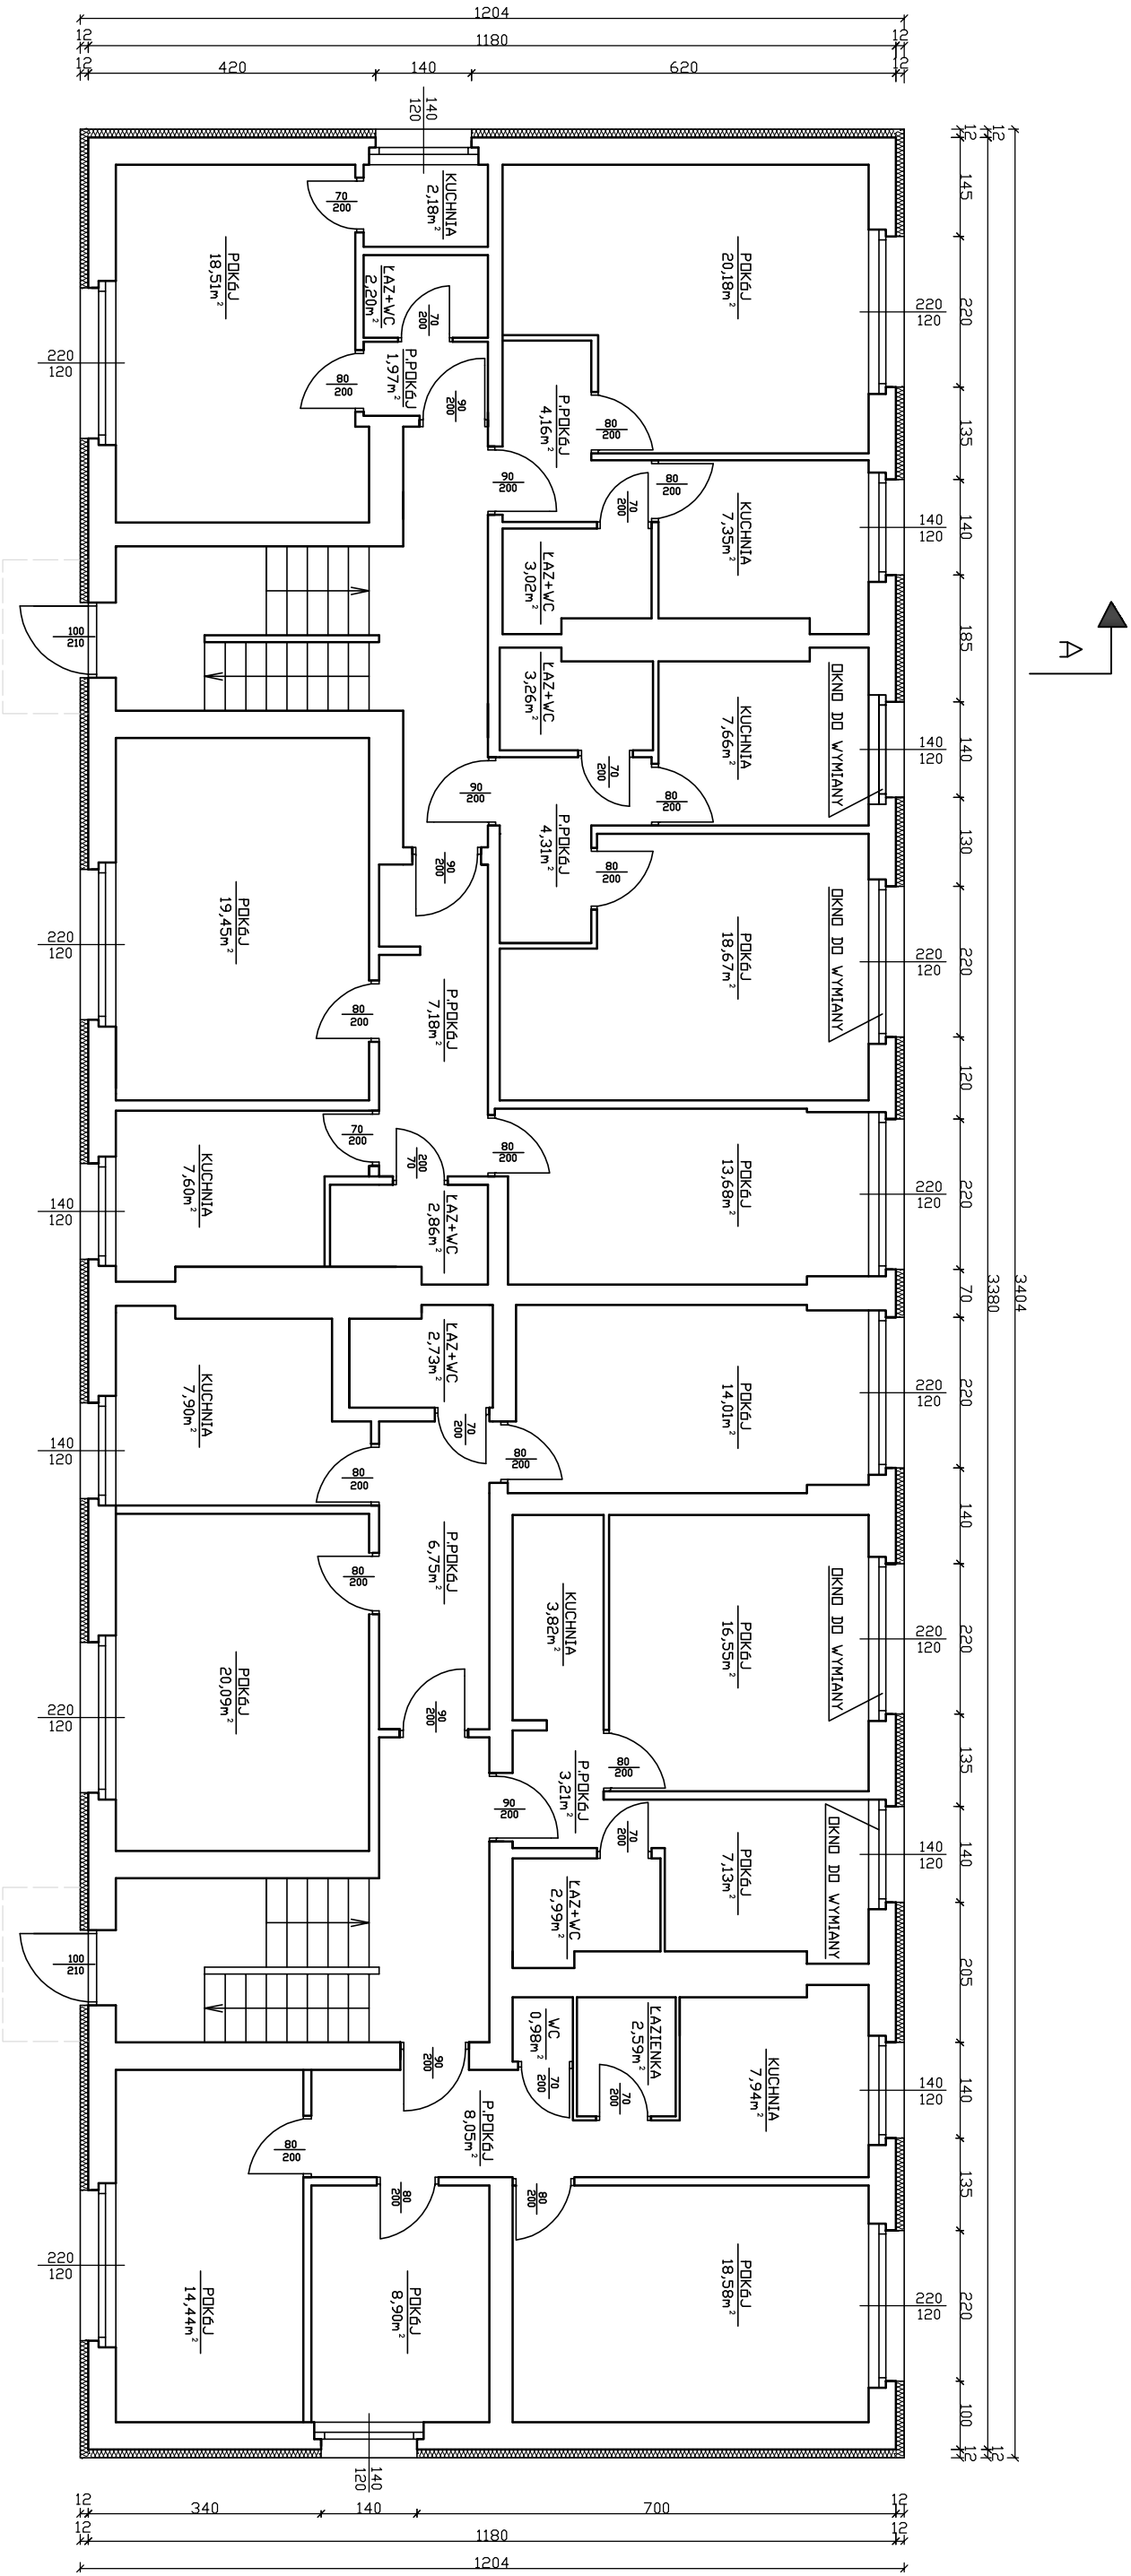 1204
12
1180
12
12
420
140
620
12
140
120
12
145
220
135
140
185
140
130
220
120
220
70
220
140
220
135
140
205
140
135
220
100
12
12
3380
12
3404
A
KUCHNIA
2,18m²
70
200
POKÓJ
18,51m²
220
120
ŁAZ+WC
2,20m²
70
200
P.POKÓJ
1,97m²
80
200
90
200
POKÓJ
20,18m²
220
120
P.POKÓJ
4,16m²
80
200
90
200
70
200
80
200
KUCHNIA
7,35m²
140
120
ŁAZ+WC
3,02m²
100
210
ŁAZ+WC
3,26m²
KUCHNIA
7,66m²
OKNO DO WYMIANY
140
120
70
200
80
200
90
200
P.POKÓJ
4,31m²
80
200
90
200
POKÓJ
18,67m²
OKNO DO WYMIANY
220
120
POKÓJ
19,45m²
220
120
P.POKÓJ
7,18m²
80
200
70
200
200
70
80
200
POKÓJ
13,68m²
220
120
KUCHNIA
7,60m²
140
120
ŁAZ+WC
2,86m²
ŁAZ+WC
2,73m²
KUCHNIA
7,90m²
140
120
POKÓJ
14,01m²
220
120
70
200
80
200
80
200
P.POKÓJ
6,75m²
80
200
KUCHNIA
3,82m²
POKÓJ
16,55m²
OKNO DO WYMIANY
220
120
POKÓJ
20,09m²
220
120
90
200
P.POKÓJ
3,21m²
80
200
90
200
70
200
POKÓJ
7,13m²
OKNO DO WYMIANY
140
120
ŁAZ+WC
2,99m²
100
210
WC
0,98m²
70
200
ŁAZIENKA
2,59m²
70
200
KUCHNIA
7,94m²
140
120
90
200
P.POKÓJ
8,05m²
80
200
80
200
80
200
POKÓJ
14,44m²
220
120
POKÓJ
8,90m²
POKÓJ
18,58m²
220
120
140
120
12
340
140
700
12
12
1180
12
1204